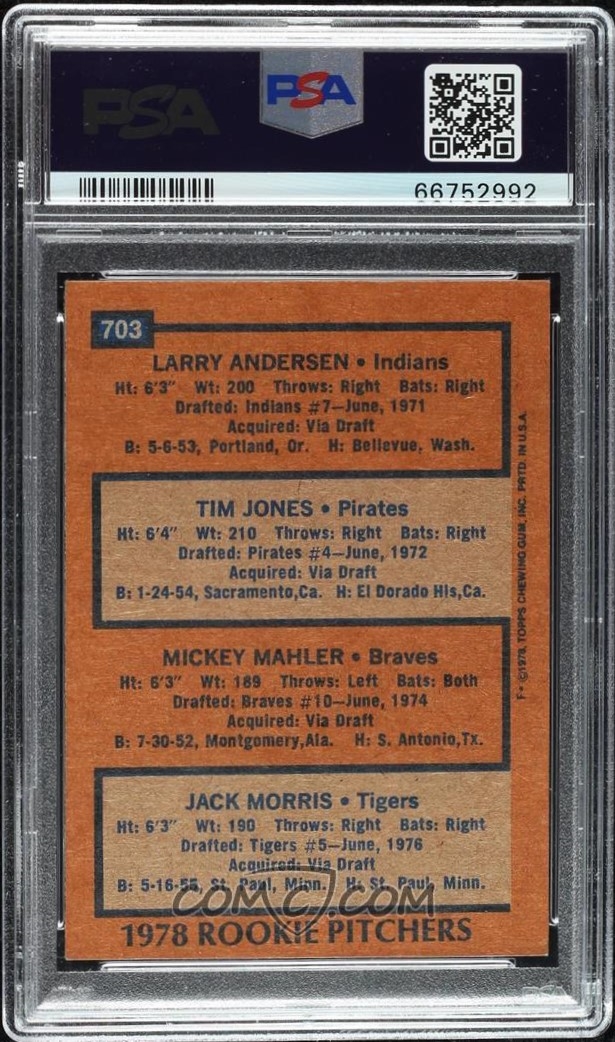 PSA
PSA
66752992
703
LARRY ANDERSEN • Indians
Ht: 6'3" Wt: 200 Throws: Right Bats: Right
Drafted: Indians #7—June, 1971
Acquired: Via Draft
B: 5-6-53, Portland, Or. H: Bellevue, Wash.
TIM JONES • Pirates
Ht: 6'4" Wt: 210 Throws: Right Bats: Right
Drafted: Pirates #4—June, 1972
Acquired: Via Draft
B: 1-24-54, Sacramento,Ca. H: El Dorado Hls,Ca.
MICKEY MAHLER • Braves
Ht: 6'3" Wt: 189 Throws: Left Bats: Both
Drafted: Braves #10—June, 1974
Acquired: Via Draft
B: 7-30-52, Montgomery,Ala. H: S. Antonio,Tx.
JACK MORRIS • Tigers
Ht: 6'3" Wt: 190 Throws: Right Bats: Right
Drafted: Tigers #5—June, 1976
Acquired: Via Draft
B: 5-16-55, St. Paul, Minn. H: St. Paul, Minn.
1978 ROOKIE PITCHERS
F• ©1978, TOPPS CHEWING GUM, INC. PRTD. IN U.S.A.
COMC.COM